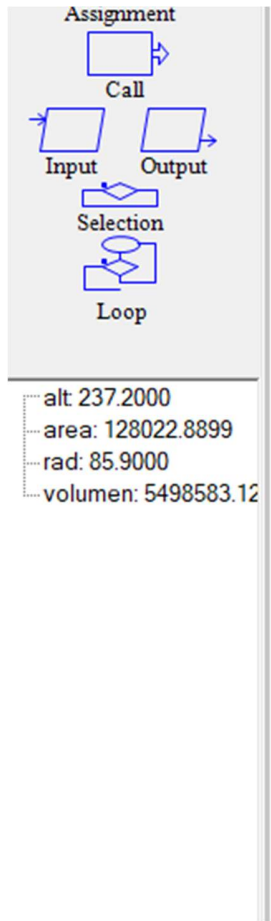 Assignment
Call
Input Output
Selection
Loop
alt: 237.2000
area: 128022.8899
rad: 85.9000
volumen: 5498583.12